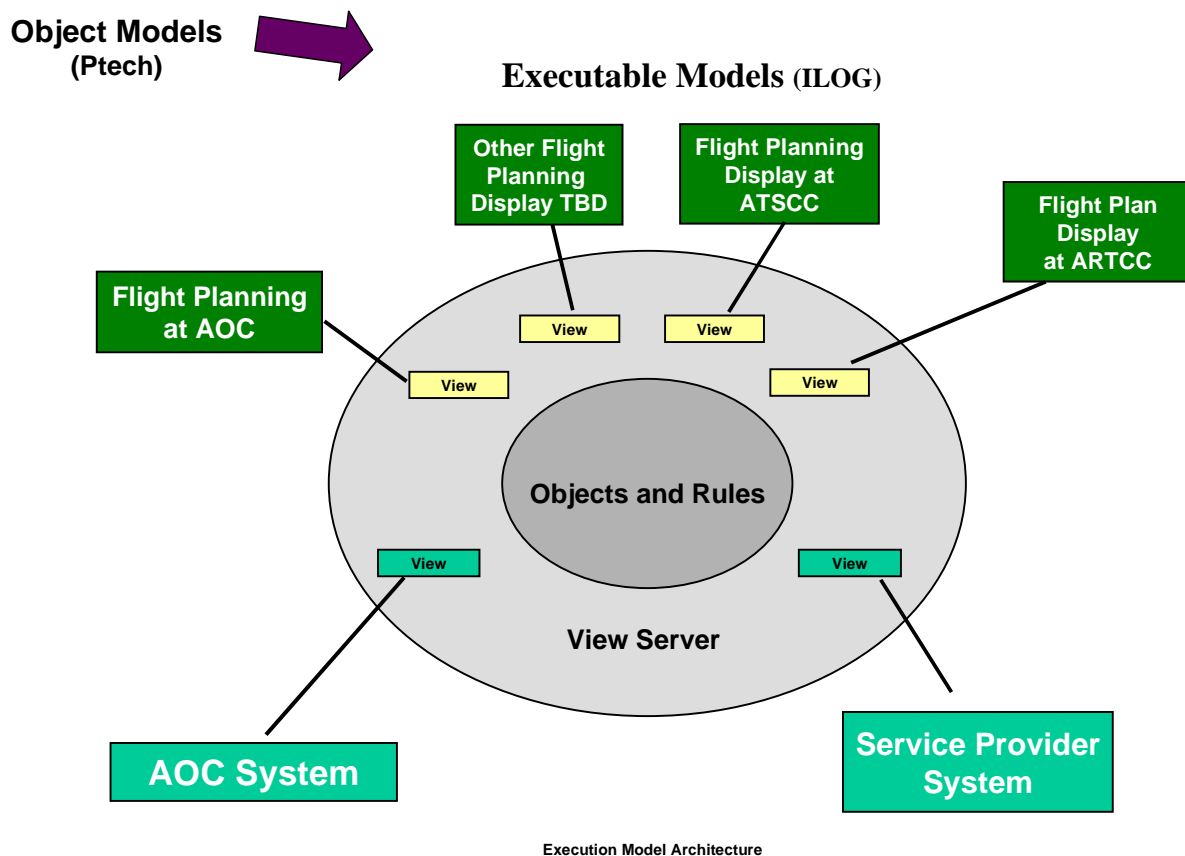 Object Models
(Ptech)
Executable Models (ILOG)
Other Flight
Planning
Display TBD
Flight Planning
Display at
ATSCC
Flight Plan
Display
at ARTCC
Flight Planning
at AOC
View
View
View
View
Objects and Rules
View
View
View Server
AOC System
Service Provider
System
Execution Model Architecture